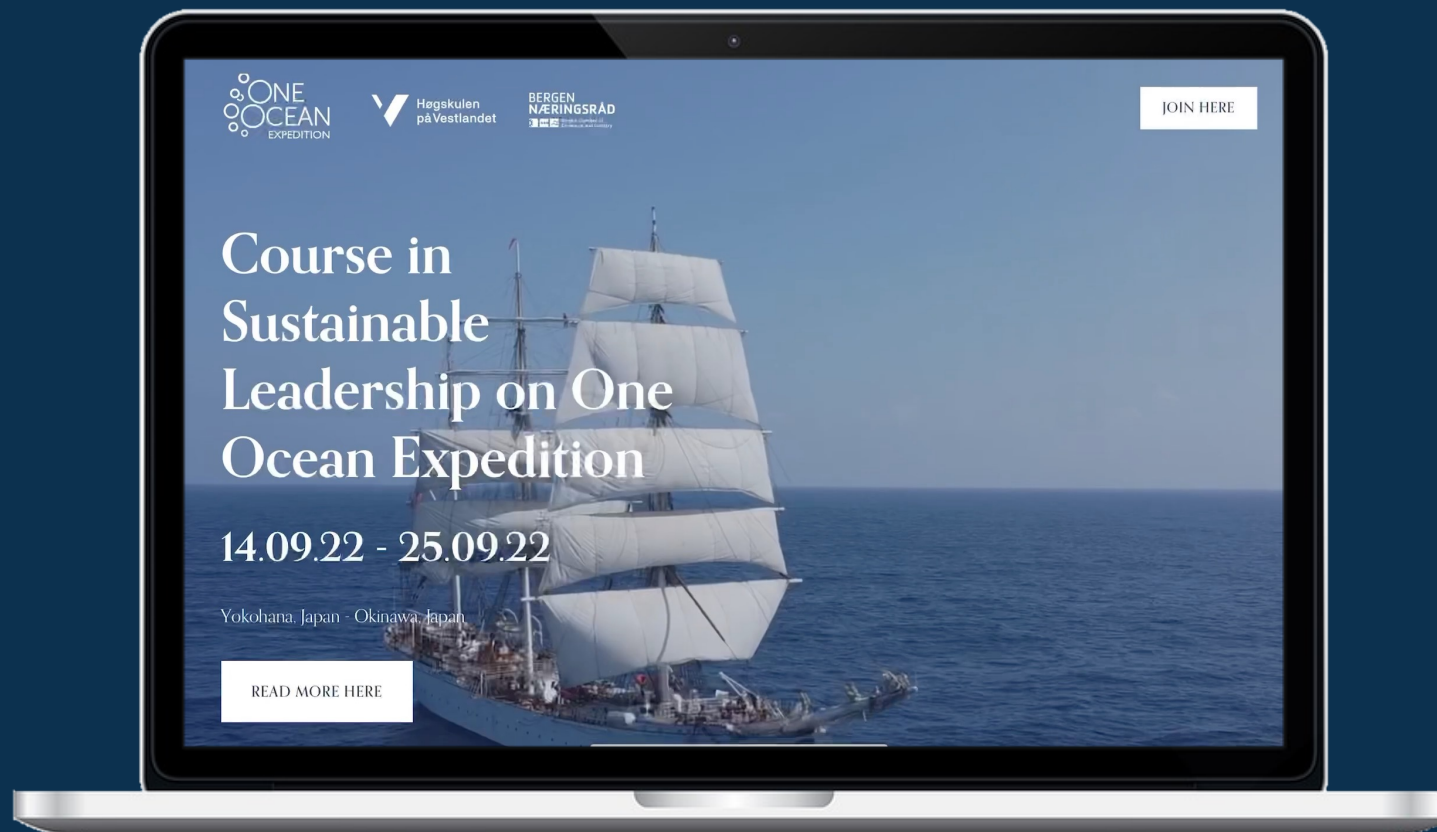 ONE
OCEAN
EXPEDITION
Høgskulen
på Vestlandet
BERGEN
NÆRINGSRÅD
JOIN HERE
Course in
Sustainable
Leadership on One
Ocean Expedition
14.09.22 - 25.09.22
Yokohana, Japan - Okinawa, Japan
READ MORE HERE